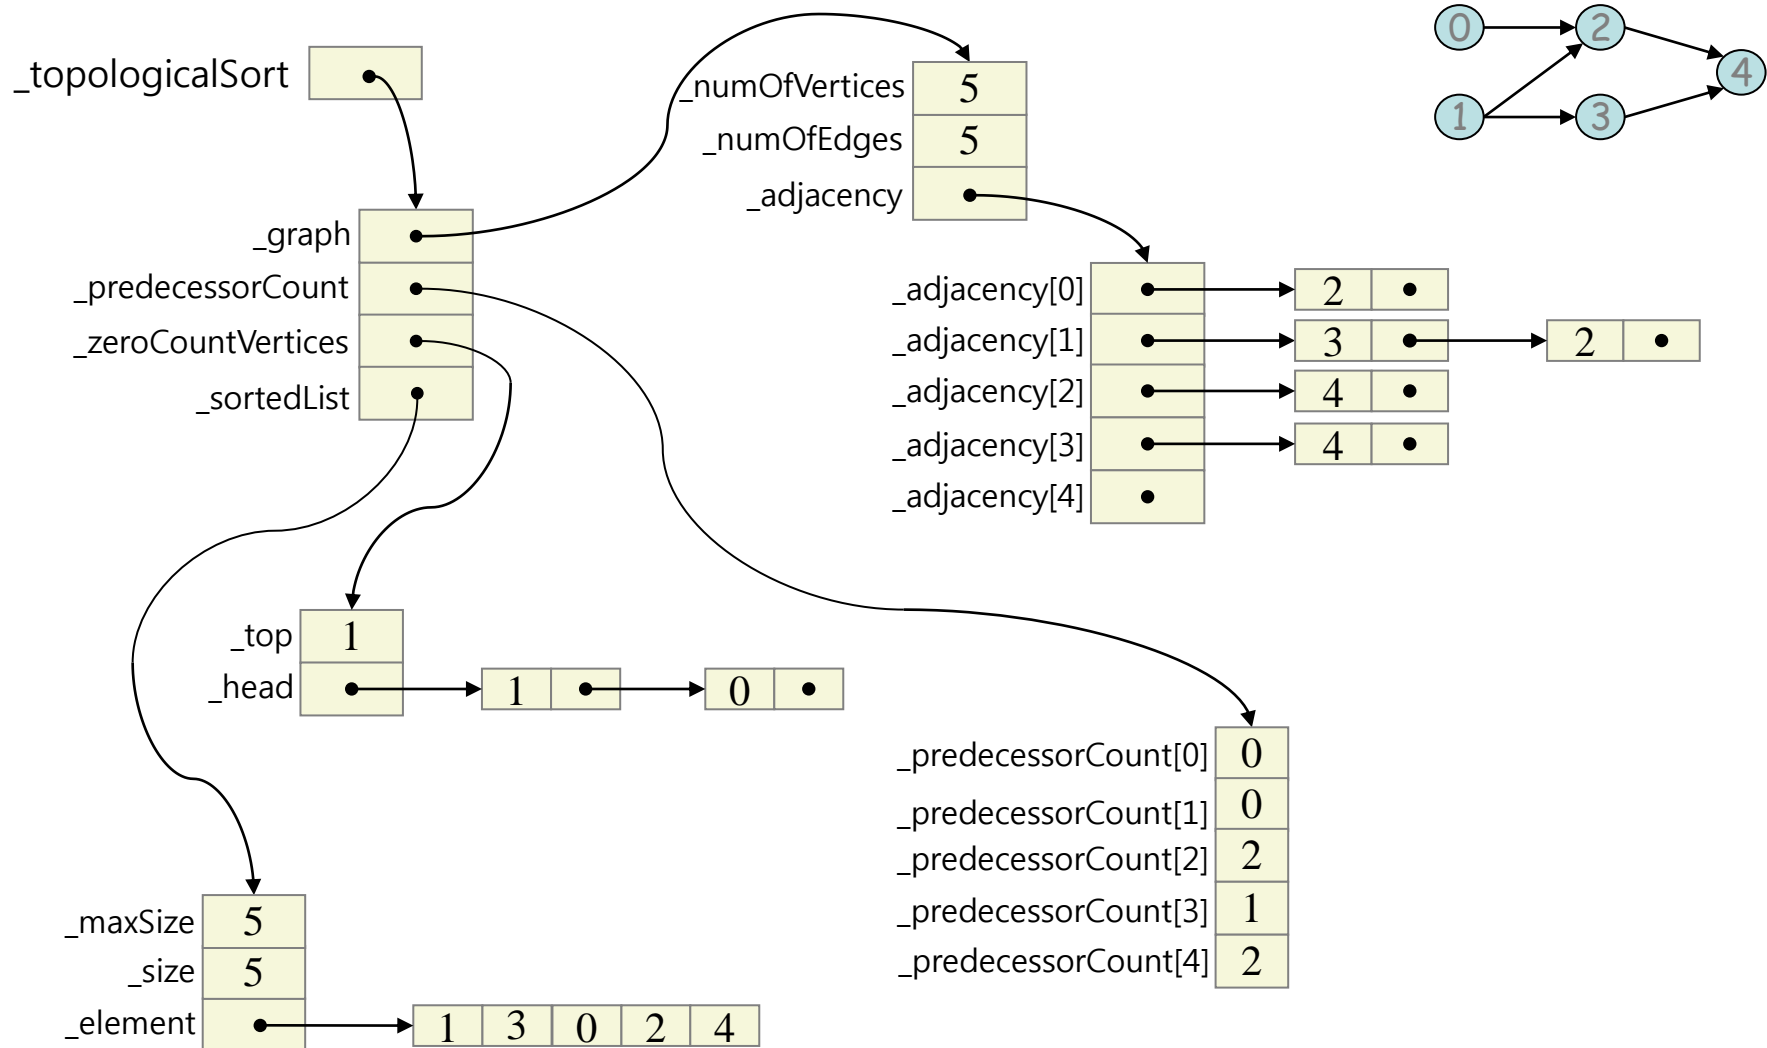 _topologicalSort
_graph
_predecessorCount
_zeroCountVertices
_sortedList
_numOfVertices 5
_numOfEdges 5
_adjacency
0 2
4
1 3
_adjacency[0] 2
_adjacency[1] 3 2
_adjacency[2] 4
_adjacency[3] 4
_adjacency[4]
_top 1
_head 1 0
_predecessorCount[0] 0
_predecessorCount[1] 0
_predecessorCount[2] 2
_predecessorCount[3] 1
_predecessorCount[4] 2
_maxSize 5
_size 5
_element 1 3 0 2 4